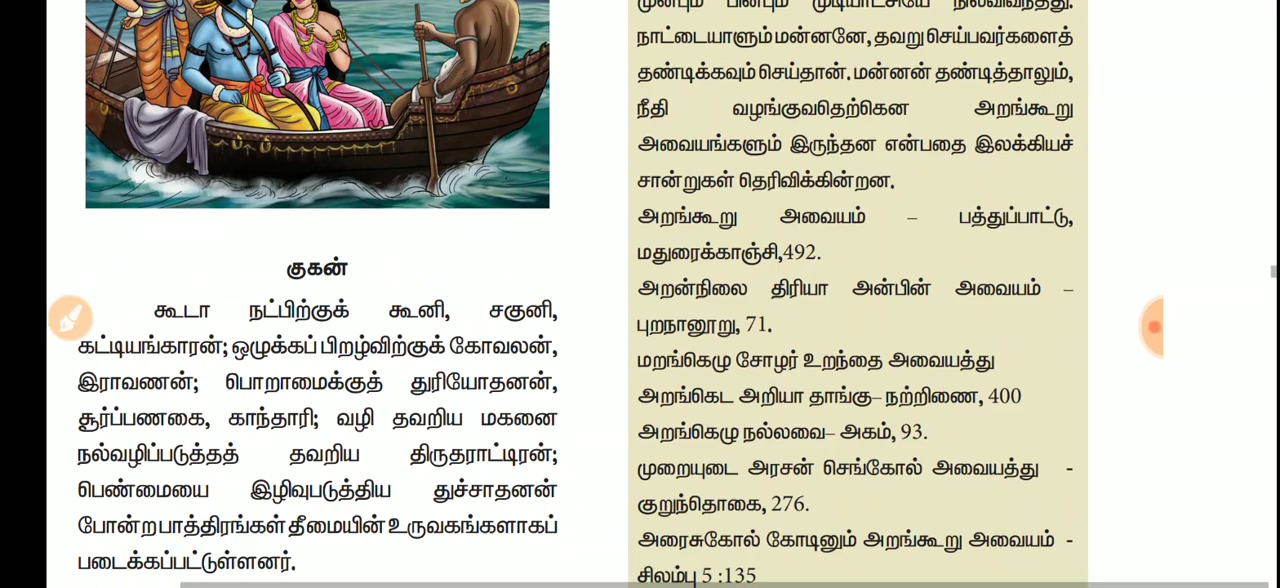 குகன்
கூடா நட்பிற்குக் கூனி, சகுனி,
கட்டியங்காரன்; ஒழுக்கப் பிறழ்விற்குக் கோவலன்,
இராவணன்; பொறாமைக்குத் துரியோதனன்,
சூர்ப்பணகை, காந்தாரி; வழி தவறிய மகனை
நல்வழிப்படுத்தத் தவறிய திருதராட்டிரன்;
பெண்மையை இழிவுபடுத்திய துச்சாதனன்
போன்ற பாத்திரங்கள் தீமையின் உருவகங்களாகப்
படைக்கப்பட்டுள்ளனர்.
முன்பும் பின்பும் முடியாட்சியே நிலவிவந்தது.
நாட்டையாளும் மன்னனே, தவறு செய்பவர்களைத்
தண்டிக்கவும் செய்தான். மன்னன் தண்டித்தாலும்,
நீதி வழங்குவதெற்கென அறங்கூறு
அவையங்களும் இருந்தன என்பதை இலக்கியச்
சான்றுகள் தெரிவிக்கின்றன.
அறங்கூறு அவையம் – பத்துப்பாட்டு,
மதுரைக்காஞ்சி,492.
அறன்நிலை திரியா அன்பின் அவையம் –
புறநானூறு, 71.
மறங்கெழு சோழர் உறந்தை அவையத்து
அறங்கெட அறியா தாங்கு– நற்றிணை, 400
அறங்கெழு நல்லவை– அகம், 93.
முறையுடை அரசன் செங்கோல் அவையத்து -
குறுந்தொகை, 276.
அரைசுகோல் கோடினும் அறங்கூறு அவையம் -
சிலம்பு 5 :135